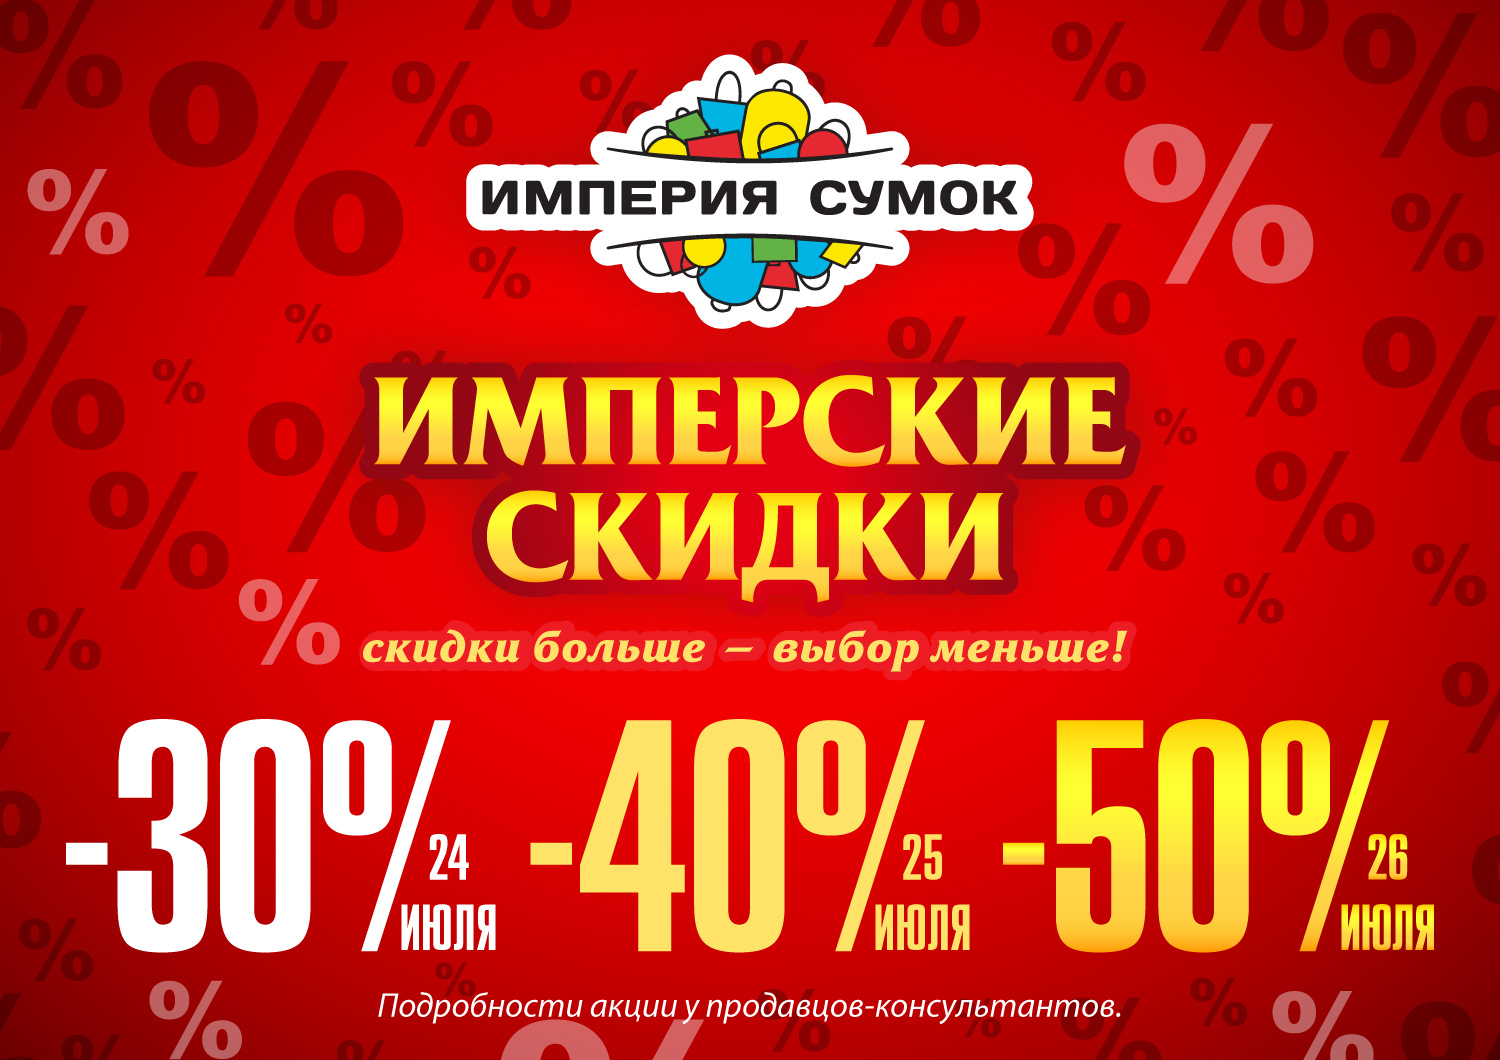 ИМПЕРИЯ СУМОК
ИМПЕРСКИЕ
СКИДКИ
скидки больше – выбор меньше!
-30% 24 ИЮЛЯ
-40% 25 ИЮЛЯ
-50% 26 ИЮЛЯ
Подробности акции у продавцов-консультантов.